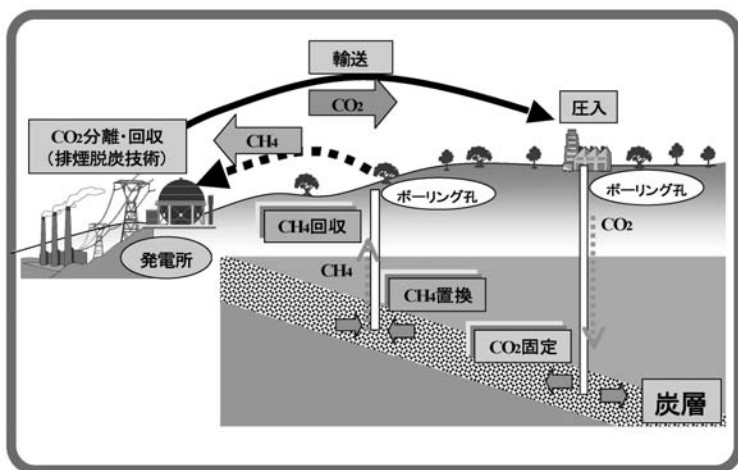 輸送
CO₂
圧入
CO₂分離・回収
(排煙脱炭技術)
CH₄
ボーリング孔
ボーリング孔
CH₄回収
CO₂
発電所
CH₄
CH₄置換
CO₂固定
炭層